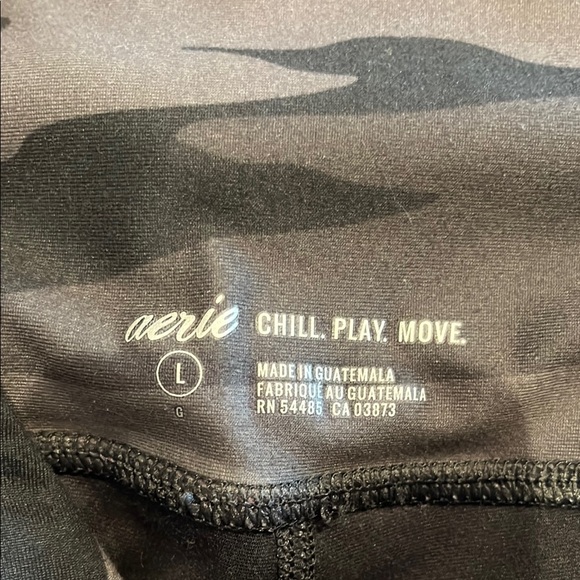 aerie CHILL. PLAY. MOVE.
L
G
MADE IN GUATEMALA
FABRIQUÉ AU GUATEMALA
RN 54485 CA 03873